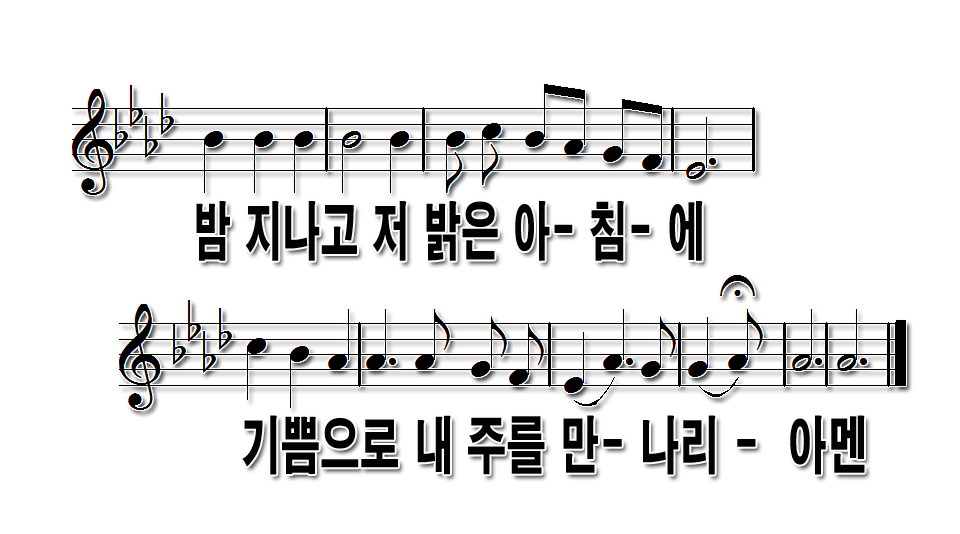 밤 지나고 저 밝은 아- 침- 에
기쁨으로 내 주를 만- 나리 - 아멘